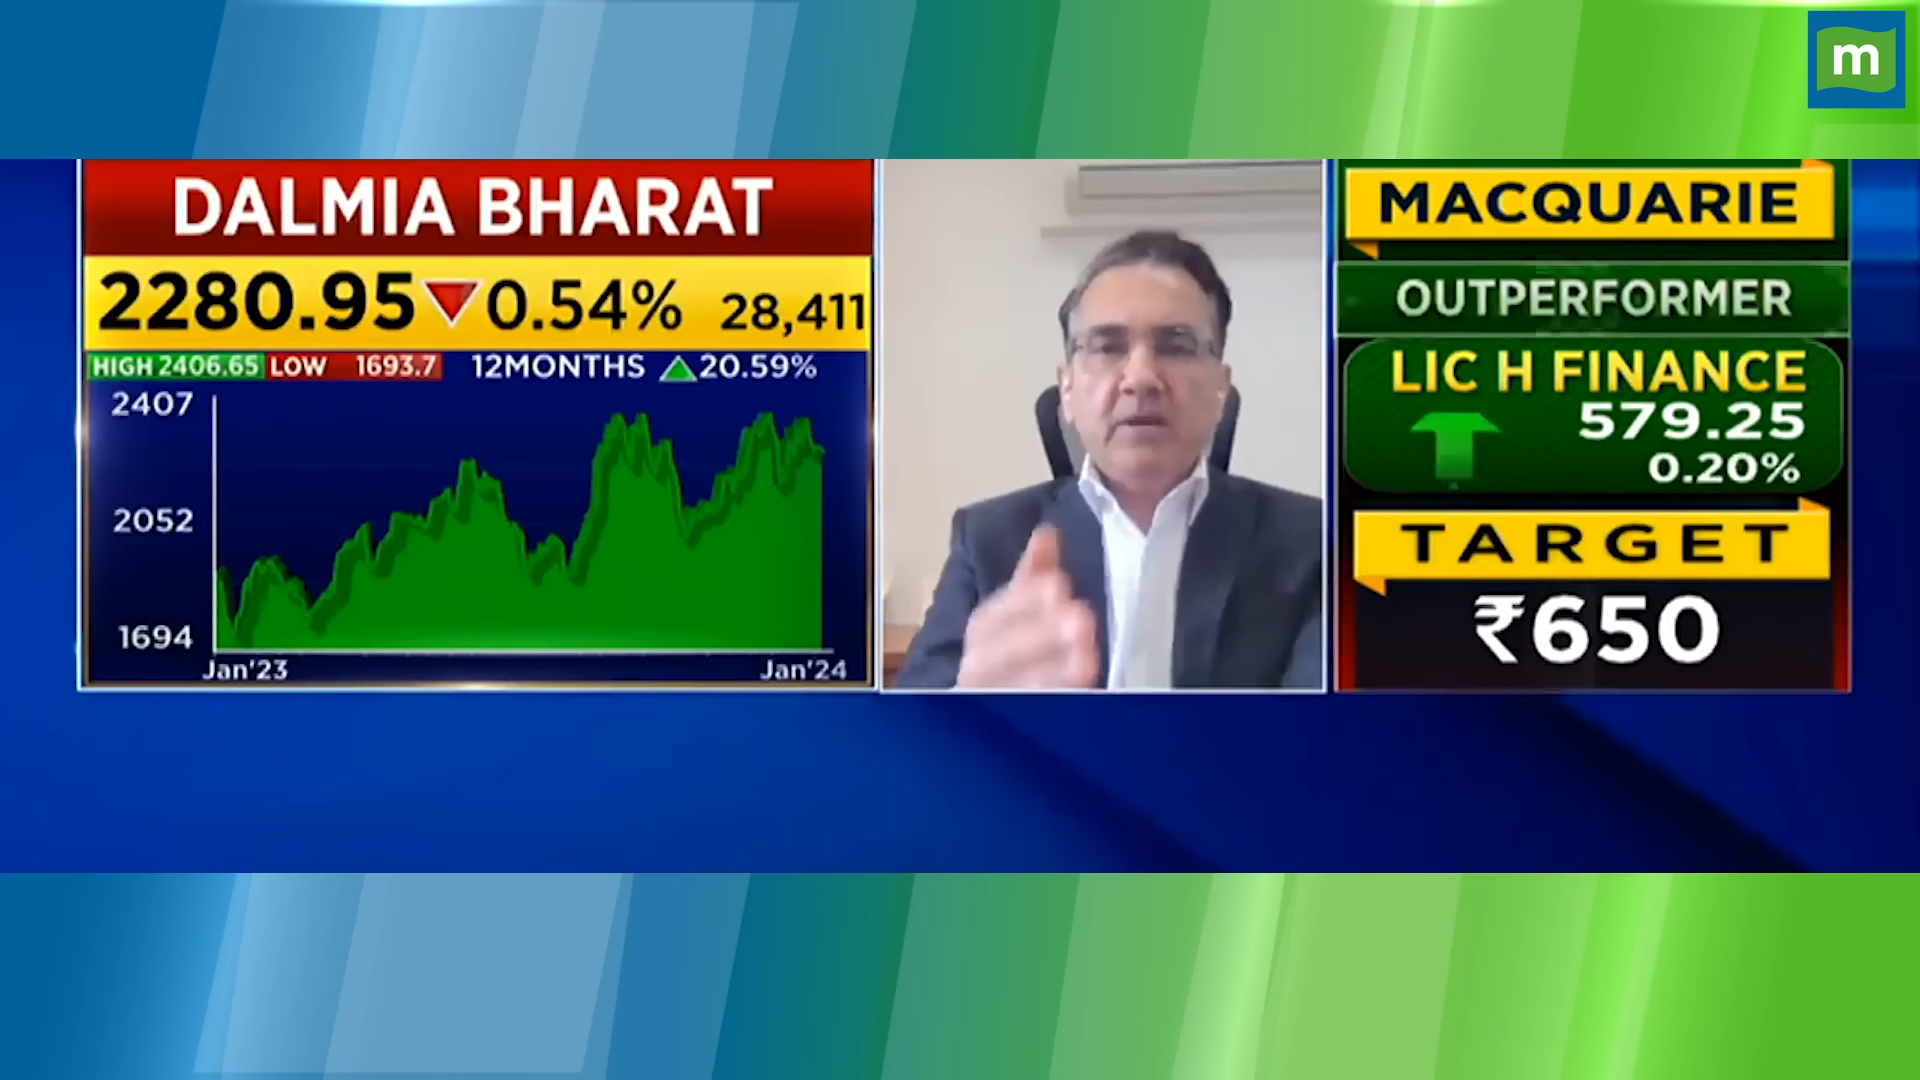 m
DALMIA BHARAT
2280.95 ▼ 0.54% 28,411
HIGH 2406.65 LOW 1693.7 12MONTHS ▲ 20.59%
2407
2052
1694
Jan'23 Jan'24
MACQUARIE
OUTPERFORMER
LIC H FINANCE
579.25
0.20%
TARGET
₹650